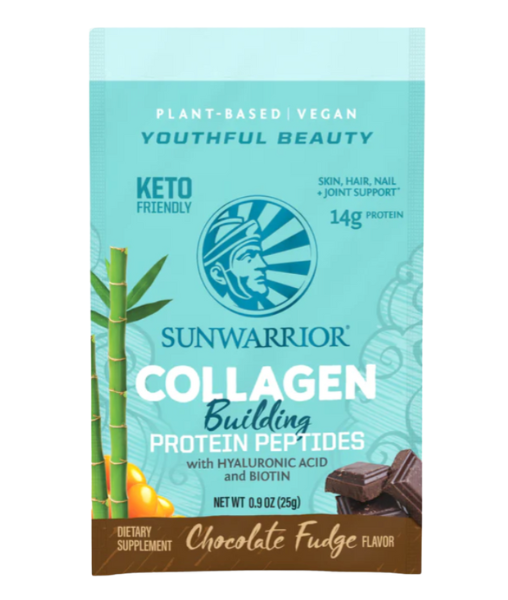 PLANT-BASED | VEGAN
YOUTHFUL BEAUTY
KETO
FRIENDLY
SKIN, HAIR, NAIL
+ JOINT SUPPORT*
14g PROTEIN
SUNWARRIOR®
COLLAGEN
Building
PROTEIN PEPTIDES
with HYALURONIC ACID
and BIOTIN
NET WT 0.9 OZ (25g)
DIETARY
SUPPLEMENT
Chocolate Fudge FLAVOR